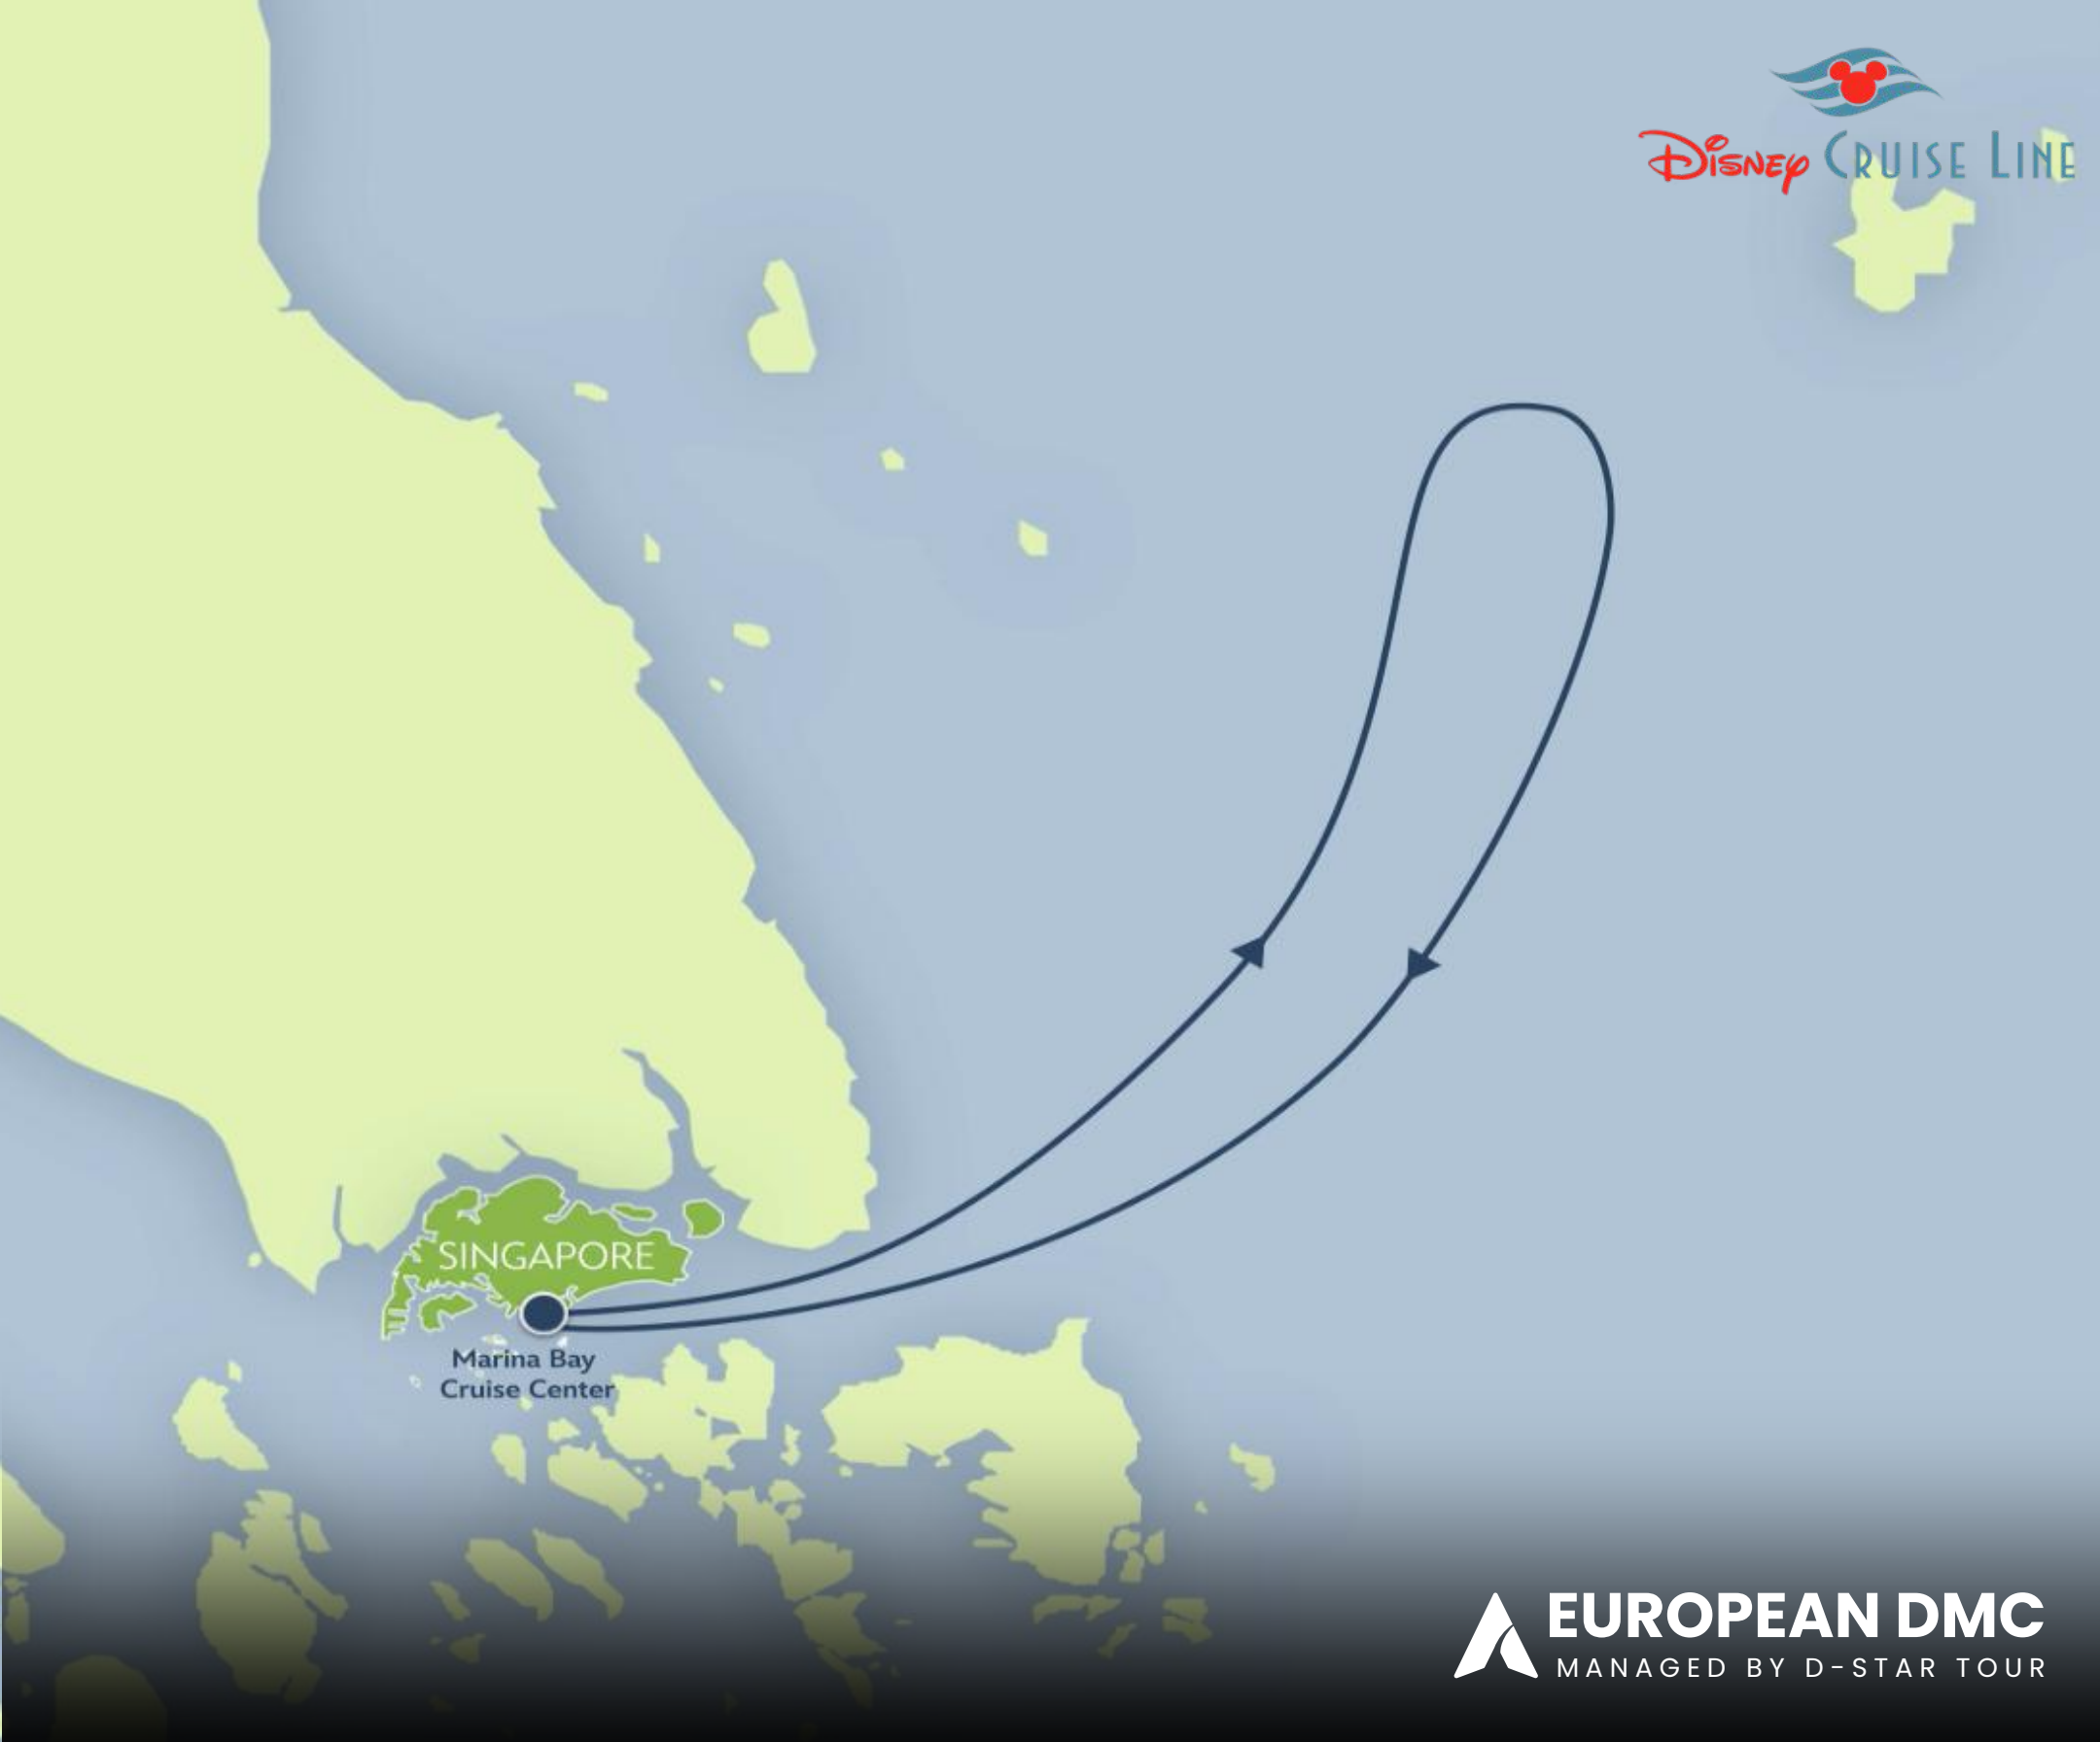 Disney Cruise Line
SINGAPORE
Marina Bay
Cruise Center
EUROPEAN DMC
MANAGED BY D-STAR TOUR